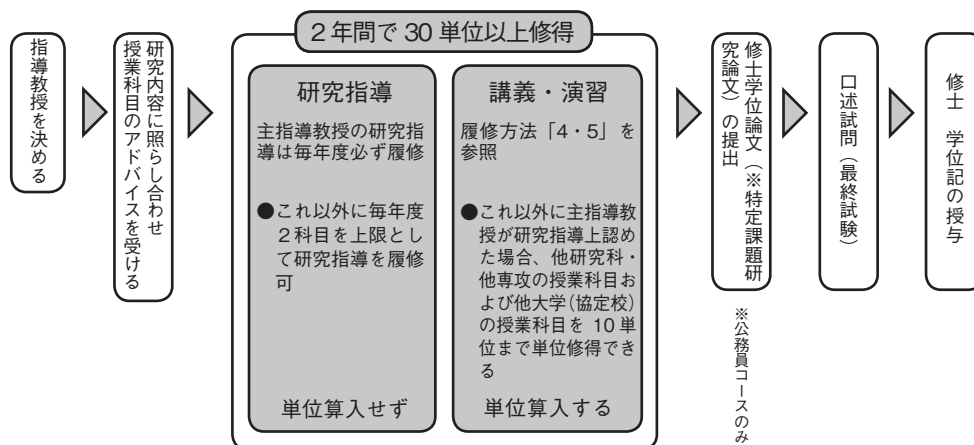 指導教授を決める
研究内容に照らし合わせ
授業科目のアドバイスを受ける
2年間で 30 単位以上修得
研究指導
主指導教授の研究指
導は毎年度必ず履修
●これ以外に毎年度
2科目を上限とし
て研究指導を履修
可
単位算入せず
講義・演習
履修方法「4・5」を
参照
●これ以外に主指導教
授が研究指導上認め
た場合、他研究科・
他専攻の授業科目お
よび他大学(協定校)
の授業科目を 10 単
位まで単位修得でき
る
単位算入する
修士学位論文(※特定課題研
究論文)の提出
※公務員コースのみ
口述試問(最終試験)
修士 学位記の授与